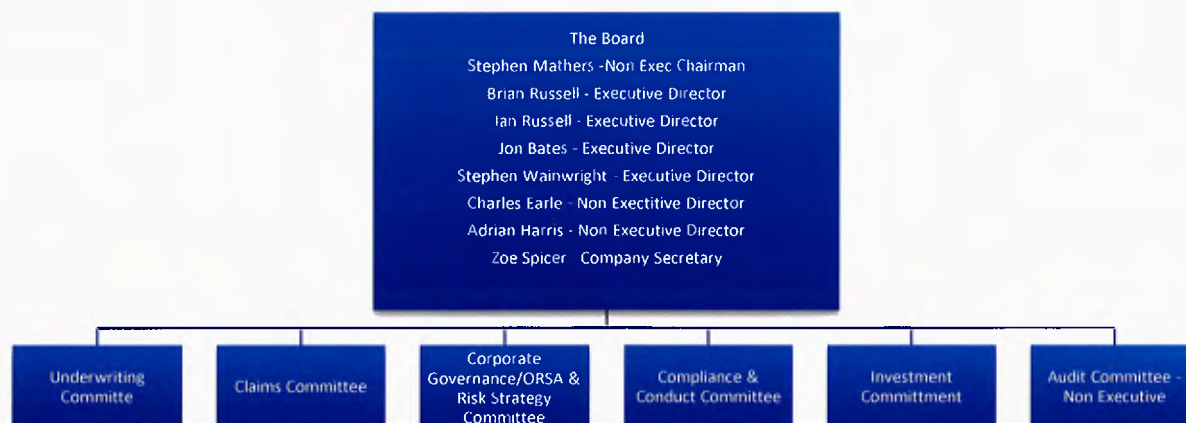 The Board
Stephen Mathers -Non Exec Chairman
Brian Russell - Executive Director
Ian Russell - Executive Director
Jon Bates - Executive Director
Stephen Wainwright - Executive Director
Charles Earle - Non Exectitive Director
Adrian Harris - Non Executive Director
Zoe Spicer Company Secretary
Underwriting
Committe
Claims Committee
Corporate
Governance/ORSA &
Risk Strategy
Committee
Compliance &
Conduct Committee
Investment
Committment
Audit Committee -
Non Executive